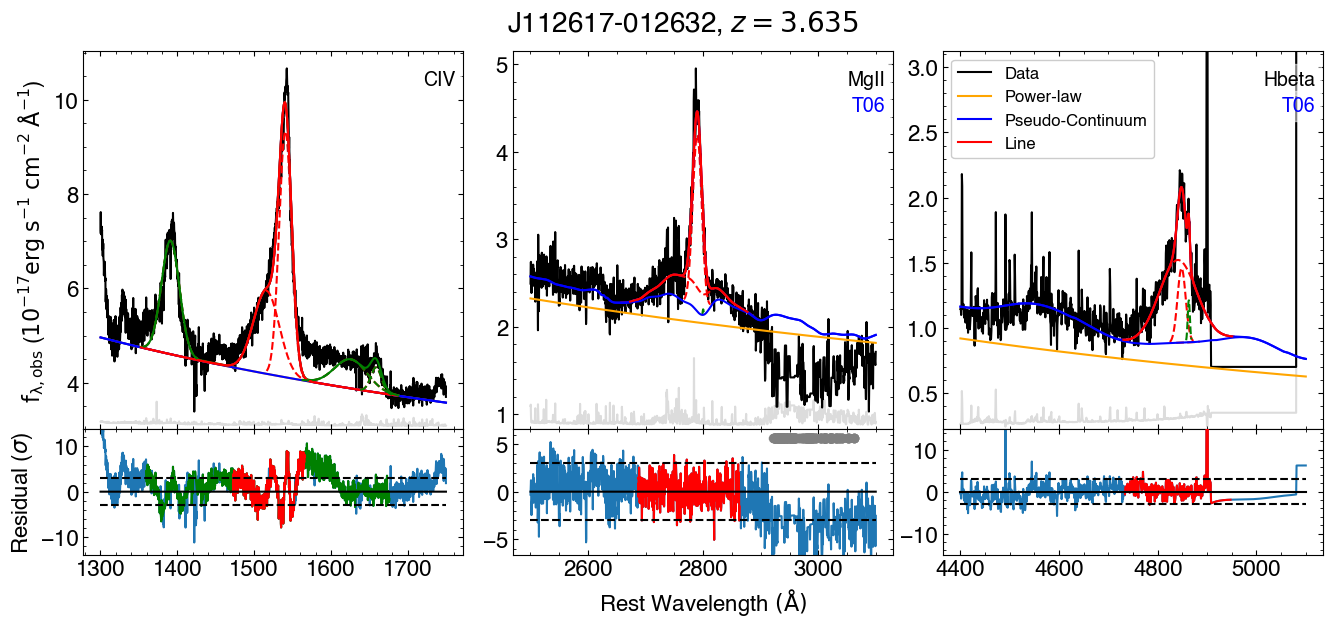 J112617-012632, z = 3.635
f_λ,obs (10⁻¹⁷erg s⁻¹ cm⁻² Å⁻¹)
10
8
6
4
CIV
5
4
3
2
1
MgII
T06
3.0
2.5
2.0
1.5
1.0
0.5
Data
Power-law
Pseudo-Continuum
Line
Hbeta
T06
Residual (σ)
10
0
−10
1300 1400 1500 1600 1700
5
0
−5
2600 2800 3000
10
0
−10
4400 4600 4800 5000
Rest Wavelength (Å)